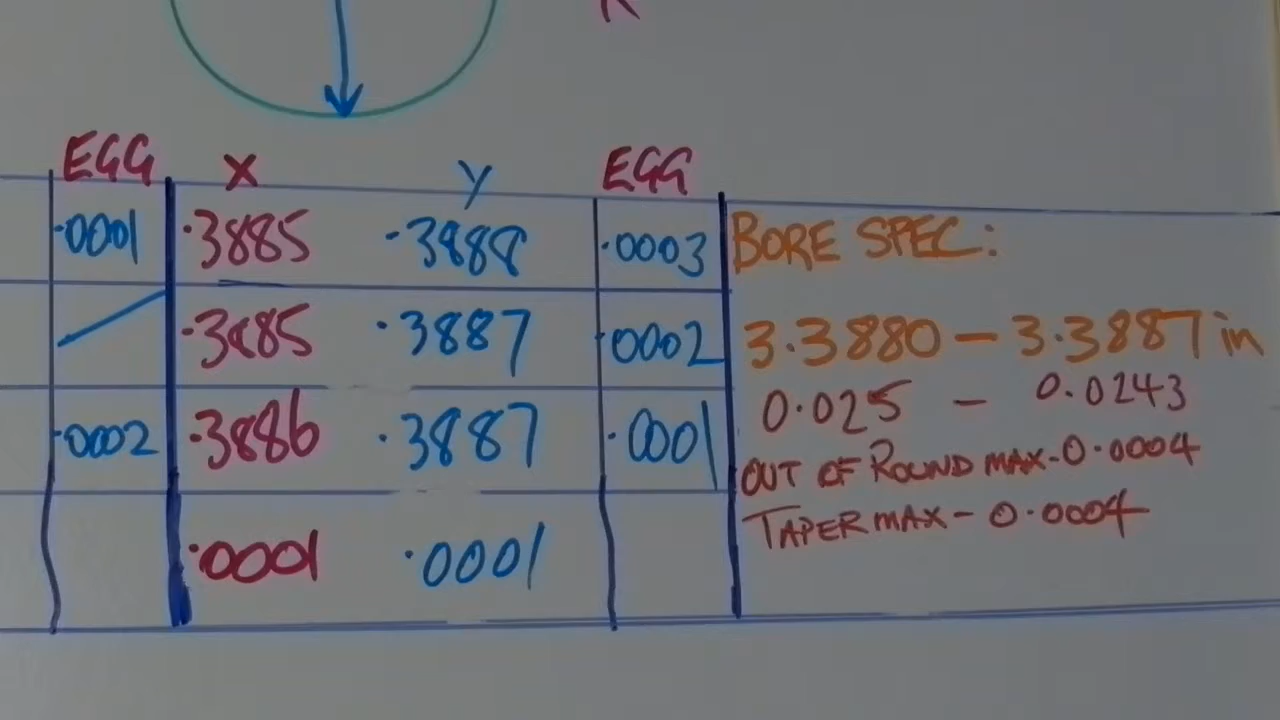 R
EGG X Y EGG
.0001 .3885 .3888 .0003 BORE SPEC:
.3885 .3887 .0002 3.3880 - 3.3887 in
0.025 - 0.0243
.0002 .3886 .3887 .0001 OUT OF ROUND MAX-0.0004
TAPER MAX - 0.0004
.0001 .0001